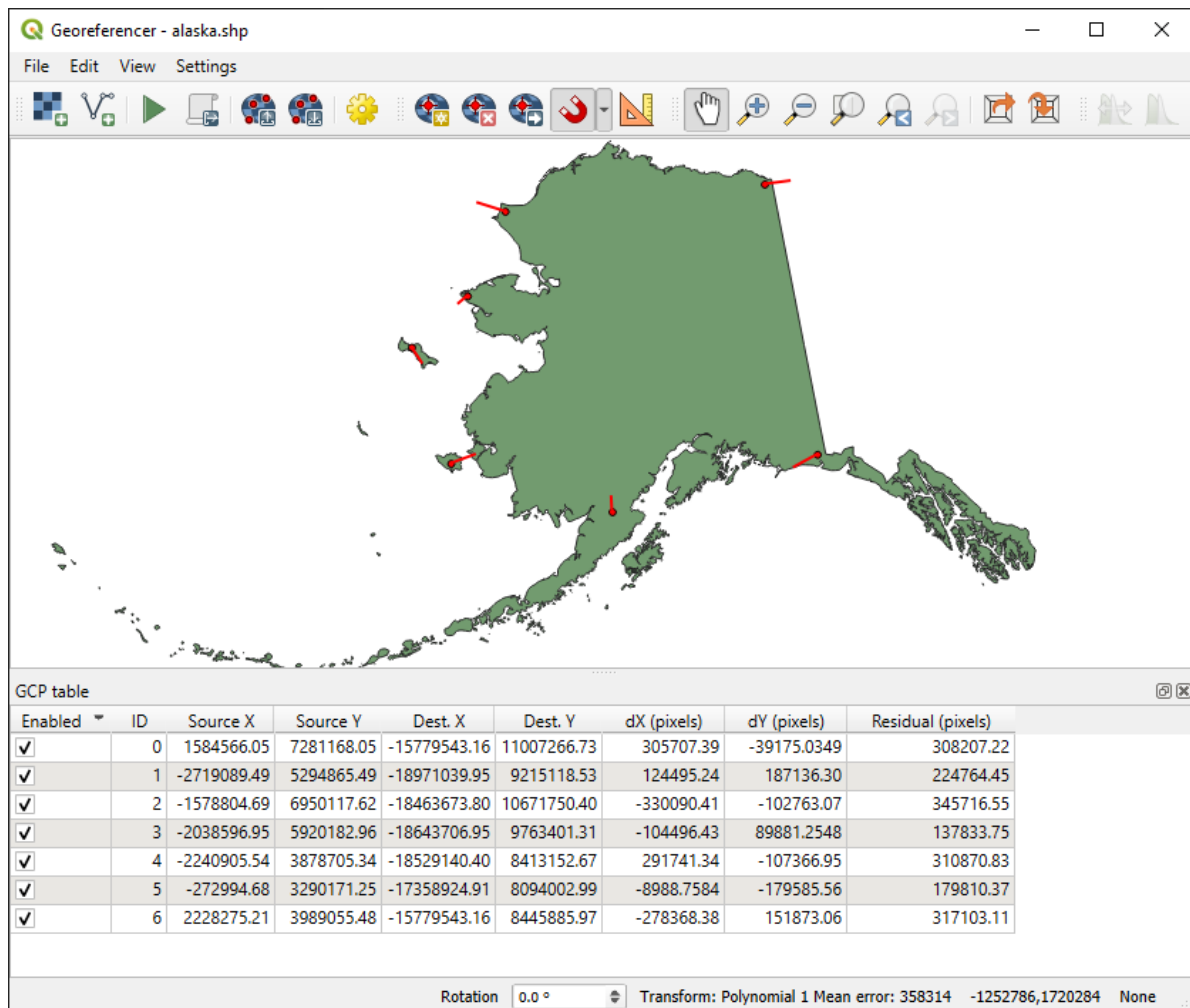 Georeferencer - alaska.shp
File Edit View Settings
GCP table
Enabled ID Source X Source Y Dest. X Dest. Y dX (pixels) dY (pixels) Residual (pixels)
0 1584566.05 7281168.05 -15779543.16 11007266.73 305707.39 -39175.0349 308207.22
1 -2719089.49 5294865.49 -18971039.95 9215118.53 124495.24 187136.30 224764.45
2 -1578804.69 6950117.62 -18463673.80 10671750.40 -330090.41 -102763.07 345716.55
3 -2038596.95 5920182.96 -18643706.95 9763401.31 -104496.43 89881.2548 137833.75
4 -2240905.54 3878705.34 -18529140.40 8413152.67 291741.34 -107366.95 310870.83
5 -272994.68 3290171.25 -17358924.91 8094002.99 -8988.7584 -179585.56 179810.37
6 2228275.21 3989055.48 -15779543.16 8445885.97 -278368.38 151873.06 317103.11
Rotation 0.0 ° Transform: Polynomial 1 Mean error: 358314 -1252786,1720284 None